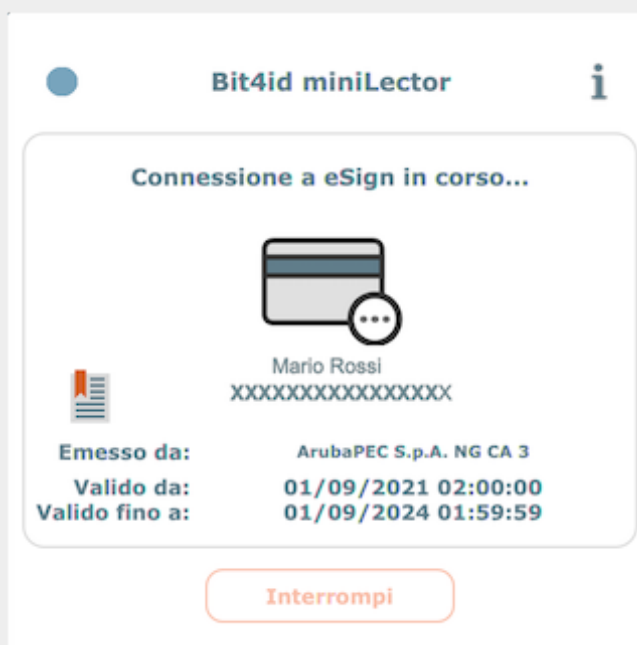 Bit4id miniLector
Connessione a eSign in corso...
Mario Rossi
XXXXXXXXXXXXXXXX
Emesso da: ArubaPEC S.p.A. NG CA 3
Valido da: 01/09/2021 02:00:00
Valido fino a: 01/09/2024 01:59:59
Interrompi